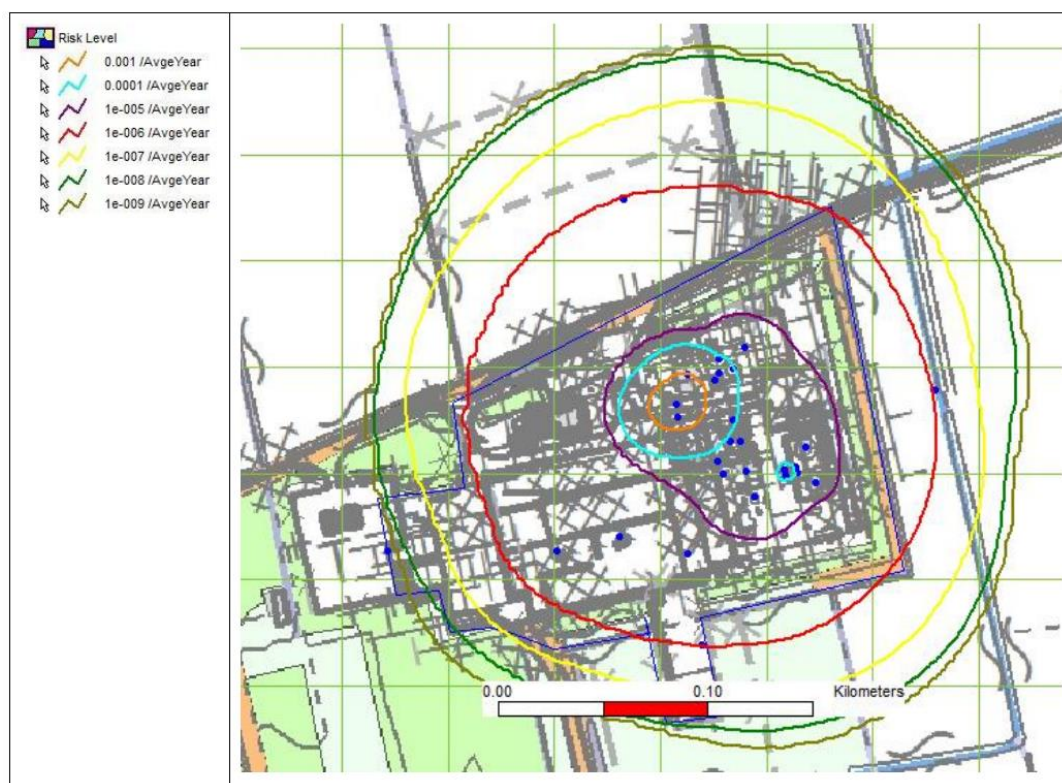 Risk Level
0.001 /AvgeYear
0.0001 /AvgeYear
1e-005 /AvgeYear
1e-006 /AvgeYear
1e-007 /AvgeYear
1e-008 /AvgeYear
1e-009 /AvgeYear
0.00 0.10 Kilometers